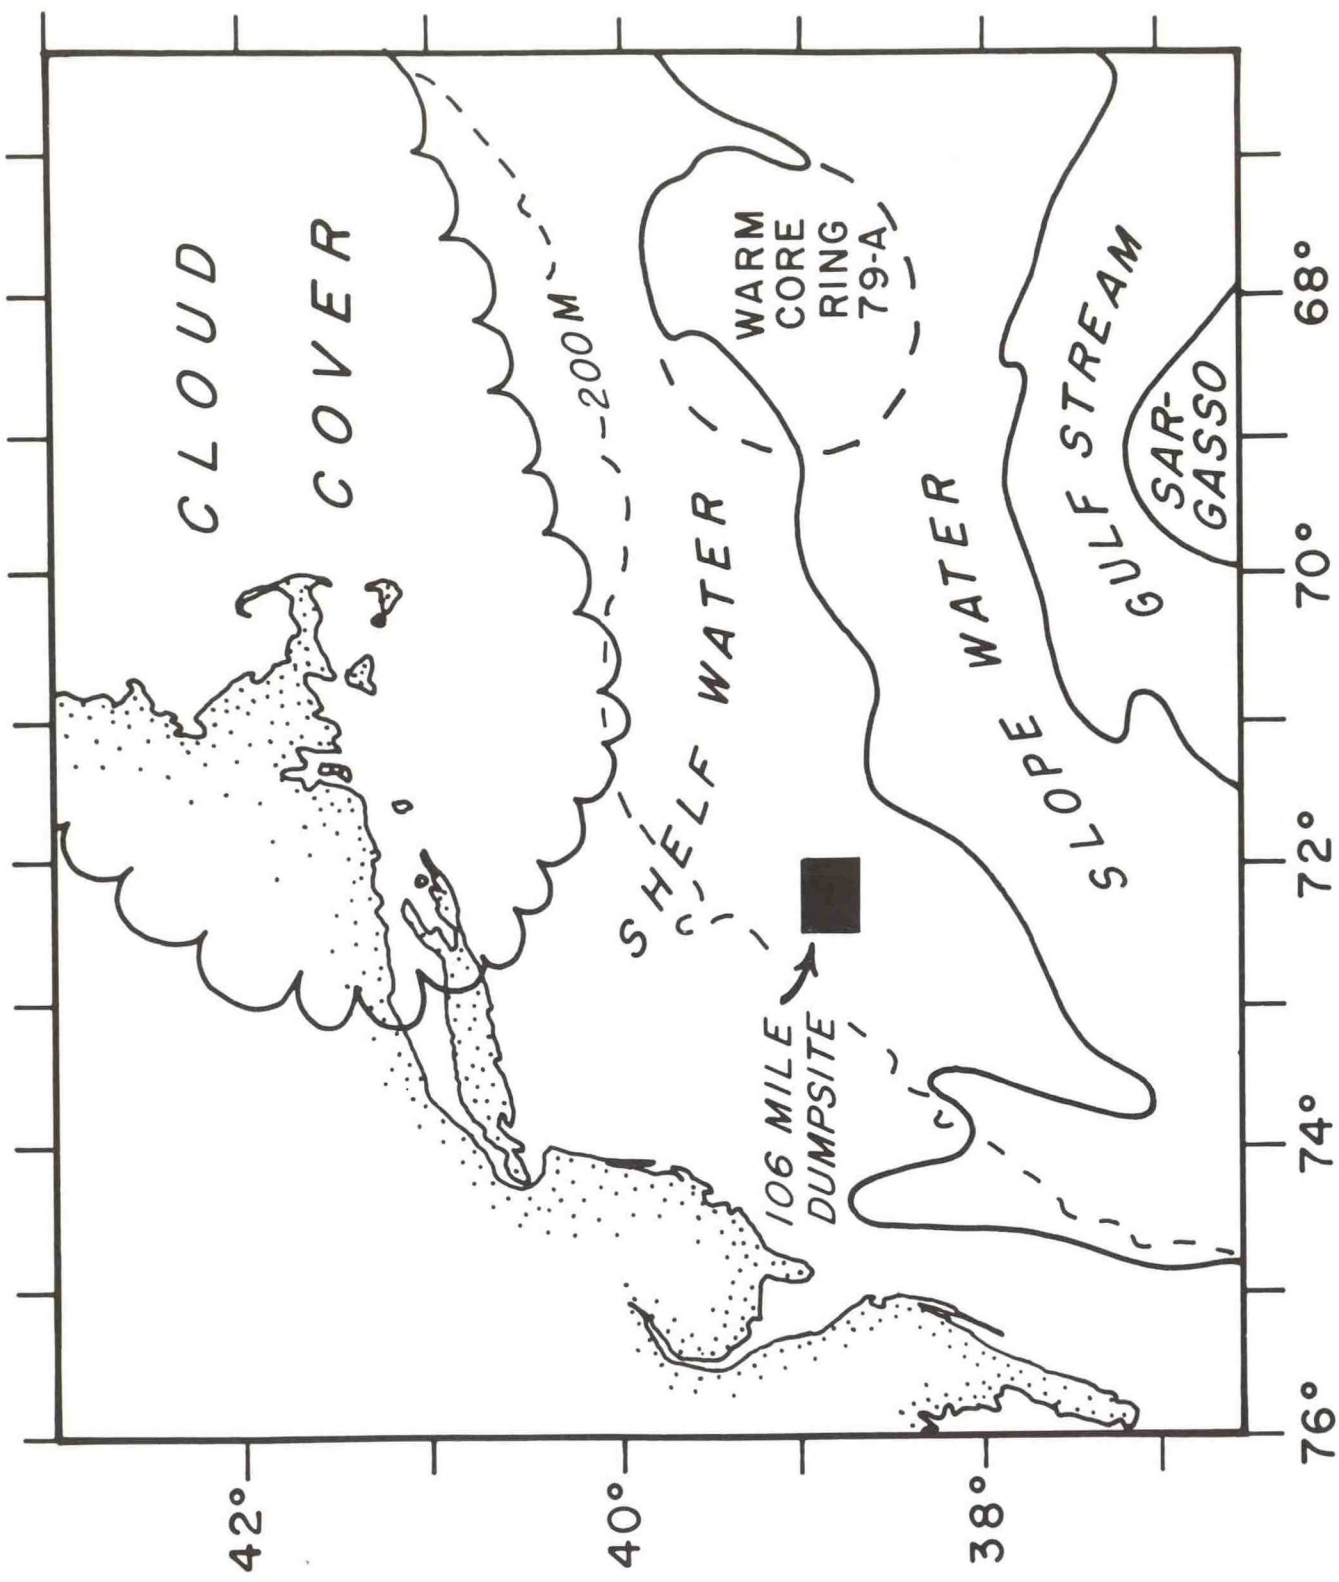 CLOUD
COVER
200M
WARM
CORE
RING
79-A
SHELF WATER
106 MILE
DUMPSITE
SLOPE WATER
GULF STREAM
SAR-
GASSO
42°
40°
38°
76°
74°
72°
70°
68°